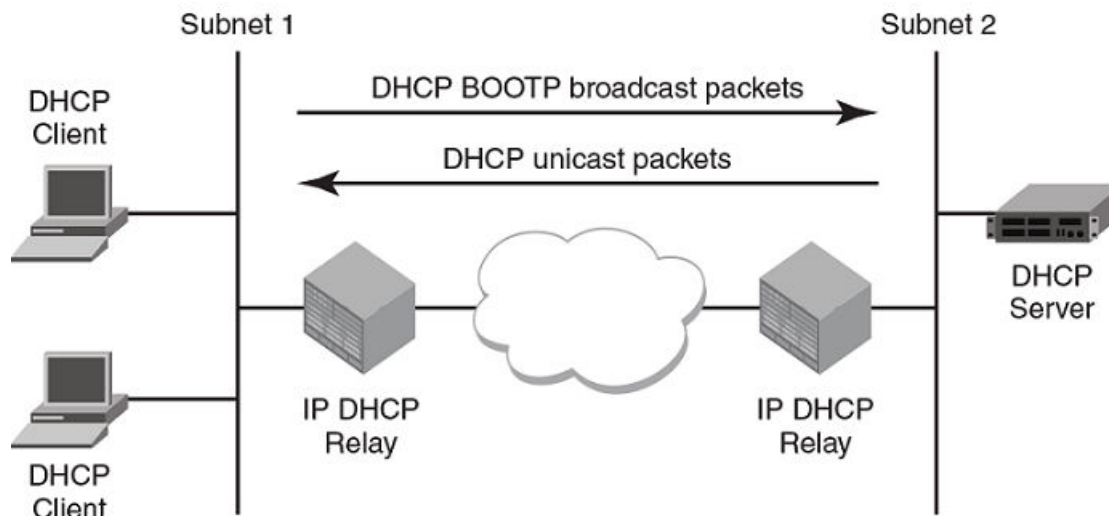 Subnet 1
Subnet 2
DHCP BOOTP broadcast packets
DHCP unicast packets
DHCP
Client
DHCP
Server
IP DHCP
Relay
IP DHCP
Relay
DHCP
Client